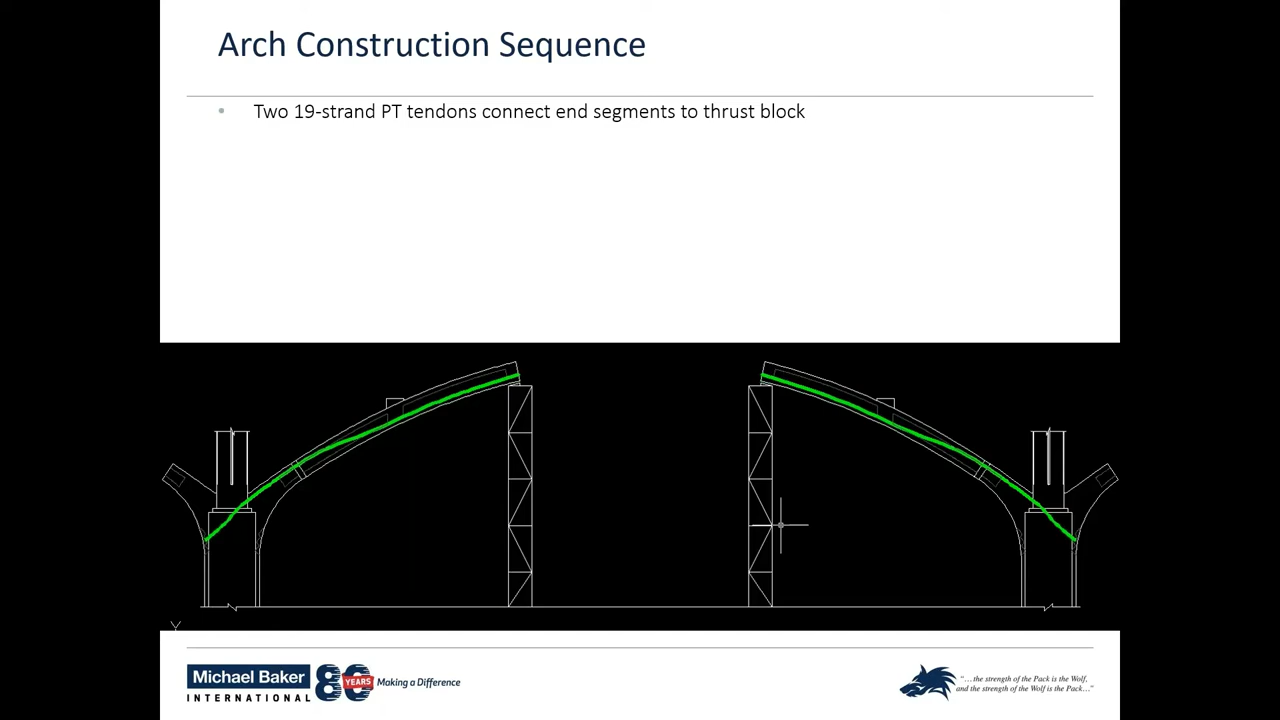 Arch Construction Sequence
• Two 19-strand PT tendons connect end segments to thrust block
Y
Michael Baker
INTERNATIONAL
80 YEARS
Making a Difference
“...the strength of the Pack is the Wolf,
and the strength of the Wolf is the Pack...”